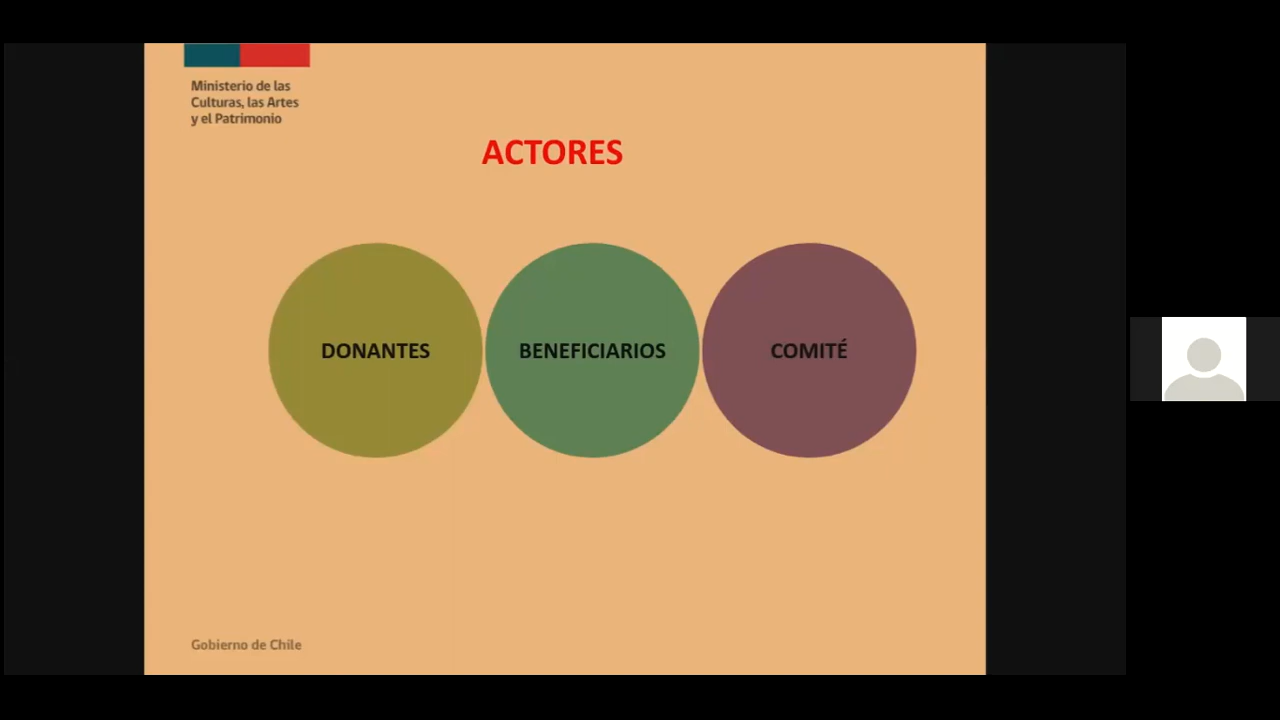 Ministerio de las
Culturas, las Artes
y el Patrimonio
ACTORES
DONANTES
BENEFICIARIOS
COMITÉ
Gobierno de Chile